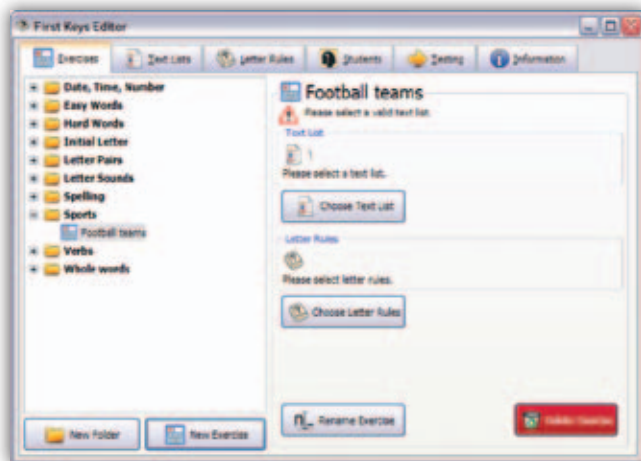 First Keys Editor
Exercises Text Lists Letter Rules Students Testing Information
Date, Time, Number
Easy Words
Hard Words
Initial Letter
Letter Pairs
Letter Sounds
Spelling
Sports
Football teams
Verbs
Whole words
New Folder New Exercise
Football teams
Please select a valid text list.
Text List
Please select a text list.
Choose Text List
Letter Rules
Please select letter rules.
Choose Letter Rules
Rename Exercise Delete Exercise